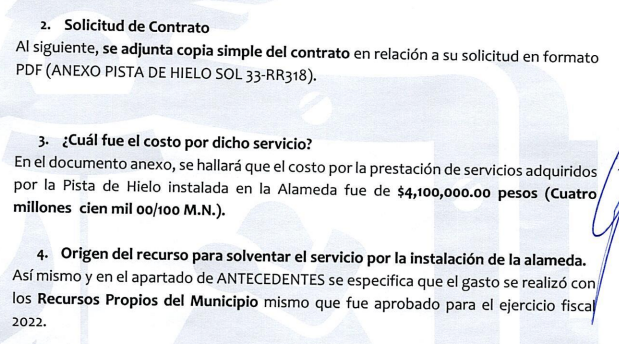 2. Solicitud de Contrato
Al siguiente, se adjunta copia simple del contrato en relación a su solicitud en formato
PDF (ANEXO PISTA DE HIELO SOL 33-RR318).
3. ¿Cuál fue el costo por dicho servicio?
En el documento anexo, se hallará que el costo por la prestación de servicios adquiridos
por la Pista de Hielo instalada en la Alameda fue de $4,100,000.00 pesos (Cuatro
millones cien mil 00/100 M.N.).
4. Origen del recurso para solventar el servicio por la instalación de la alameda.
Así mismo y en el apartado de ANTECEDENTES se especifica que el gasto se realizó con
los Recursos Propios del Municipio mismo que fue aprobado para el ejercicio fiscal
2022.